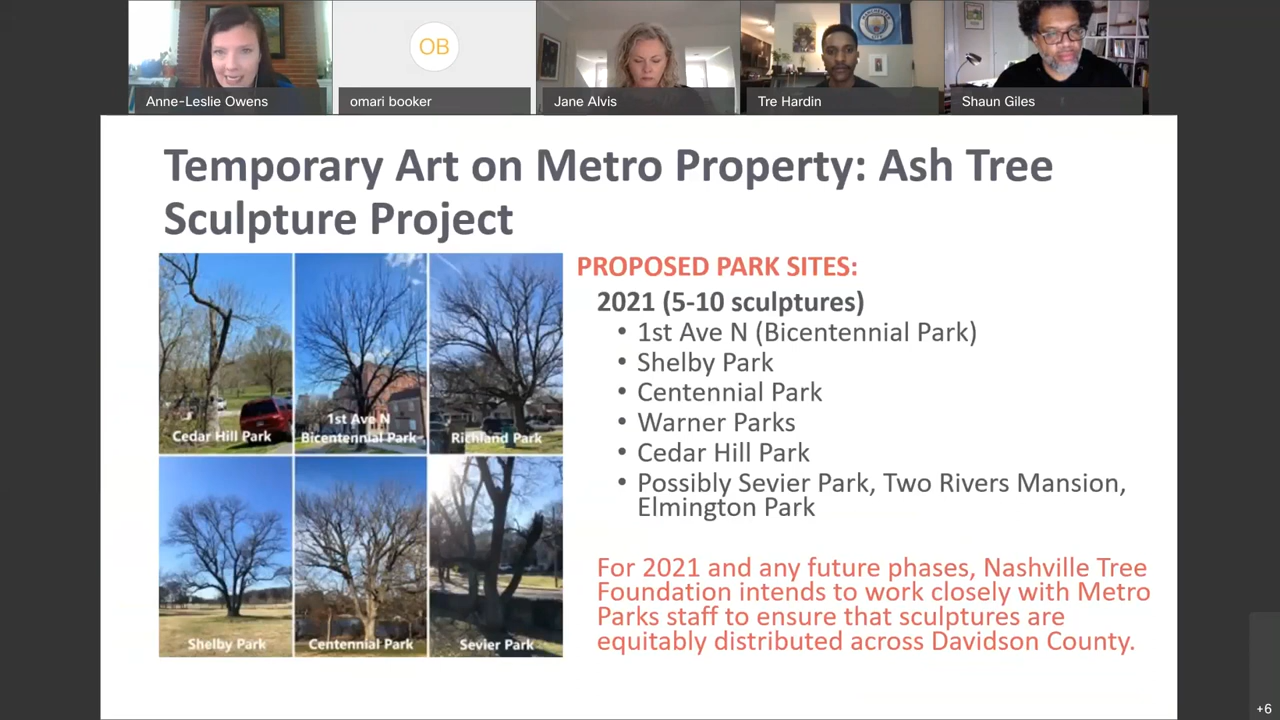 OB
Anne-Leslie Owens
omari booker
Jane Alvis
Tre Hardin
Shaun Giles
Temporary Art on Metro Property: Ash Tree
Sculpture Project
Cedar Hill Park
1st Ave N
Bicentennial Park
Richland Park
Shelby Park
Centennial Park
Sevier Park
PROPOSED PARK SITES:
2021 (5-10 sculptures)
• 1st Ave N (Bicentennial Park)
• Shelby Park
• Centennial Park
• Warner Parks
• Cedar Hill Park
• Possibly Sevier Park, Two Rivers Mansion,
Elmington Park
For 2021 and any future phases, Nashville Tree
Foundation intends to work closely with Metro
Parks staff to ensure that sculptures are
equitably distributed across Davidson County.
+6